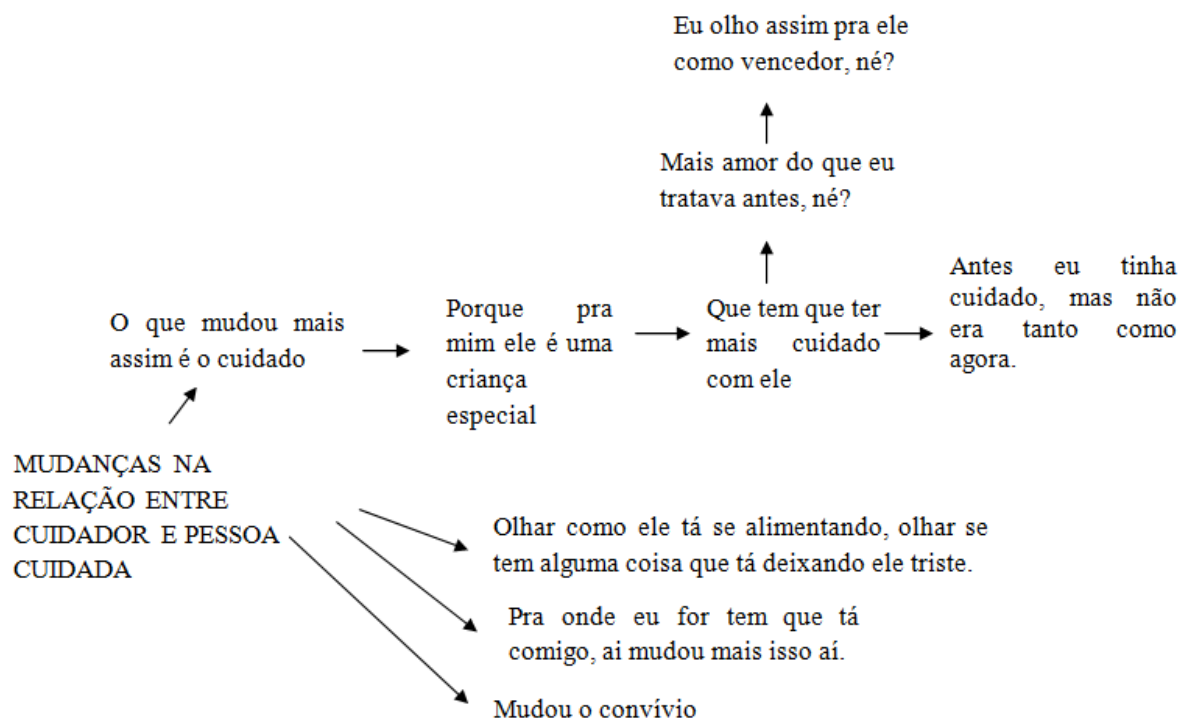 Eu olho assim pra ele
como vencedor, né?
Mais amor do que eu
tratava antes, né?
O que mudou mais
assim é o cuidado
Porque pra
mim ele é uma
criança
especial
Que tem que ter
mais cuidado
com ele
Antes eu tinha
cuidado, mas não
era tanto como
agora.
MUDANÇAS NA
RELAÇÃO ENTRE
CUIDADOR E PESSOA
CUIDADA
Olhar como ele tá se alimentando, olhar se
tem alguma coisa que tá deixando ele triste.
Pra onde eu for tem que tá
comigo, ai mudou mais isso aí.
Mudou o convívio